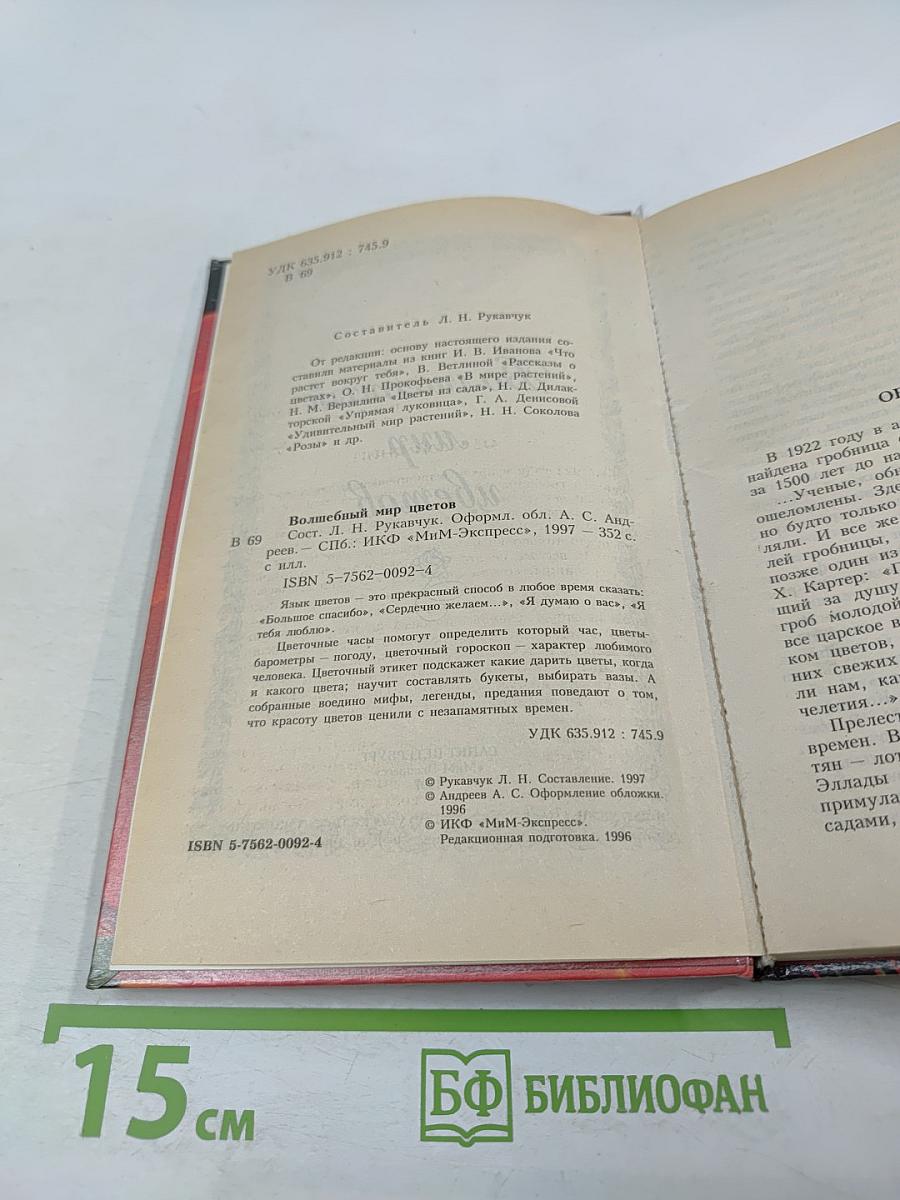 УДК 635.912 : 745.9
В 69
Составитель Л. Н. Рукавчук
От редакции: основу настоящего издания со-
ставили материалы из книг И. В. Иванова «Что
растет вокруг тебя», В. Ветлиной «Рассказы о
цветах», О. Н. Прокофьева «В мире растений»,
Н. М. Верзилина «Цветы из сада», Н. Д. Дилак-
торской «Упрямая луковица», Г. А. Денисовой
«Удивительный мир растений», Н. Н. Соколова
«Розы» и др.
Волшебный мир цветов
В 69 Сост. Л. Н. Рукавчук. Оформл. обл. А. С. Анд-
реев. — СПб.: ИКФ «МиМ-Экспресс», 1997 — 352 с.
с илл.
ISBN 5-7562-0092-4
Язык цветов — это прекрасный способ в любое время сказать:
«Большое спасибо», «Сердечно желаем...», «Я думаю о вас», «Я
тебя люблю».
Цветочные часы помогут определить который час, цветы-
барометры — погоду, цветочный гороскоп — характер любимого
человека. Цветочный этикет подскажет какие дарить цветы, когда
и какого цвета; научит составлять букеты, выбирать вазы. А
собранные воедино мифы, легенды, предания поведают о том,
что красоту цветов ценили с незапамятных времен.
УДК 635.912 : 745.9
© Рукавчук Л. Н. Составление. 1997
© Андреев А. С. Оформление обложки.
1996
© ИКФ «МиМ-Экспресс».
Редакционная подготовка. 1996
ISBN 5-7562-0092-4
В 1922 году в
найдена гробница
за 1500 лет до
...Ученые,
ошеломлены.
но будто только
ляли. И все же
лей гробницы,
позже один из
Х. Картер:
щий за душу
гроб молодой
все царское
ком цветов,
них свежих
ли нам,
челетия...»
времен. В
тян —
Эллады
садами,
15 см
БФ БИБЛИОФАН